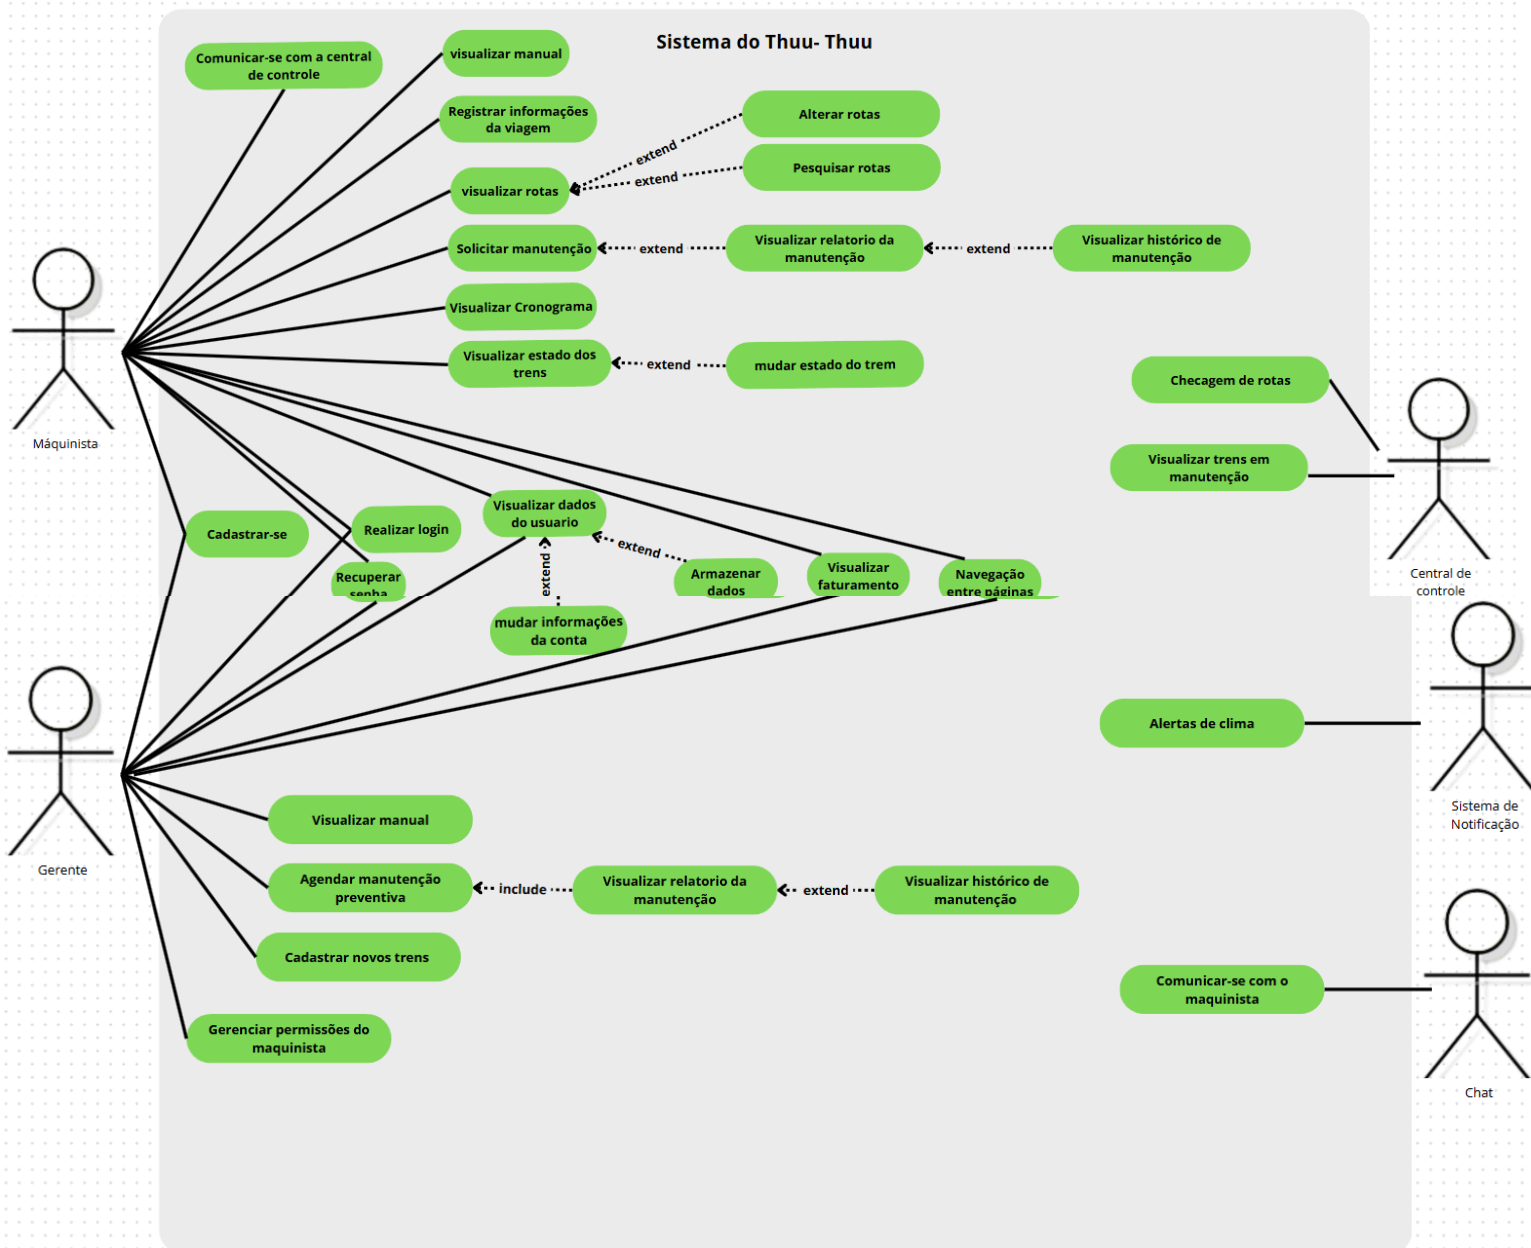 Sistema do Thuu- Thuu
Comunicar-se com a central
de controle
visualizar manual
Registrar informações
da viagem
Alterar rotas
extend
Pesquisar rotas
extend
visualizar rotas
Solicitar manutenção
extend
Visualizar relatorio da
manutenção
extend
Visualizar histórico de
manutenção
Visualizar Cronograma
Visualizar estado dos
trens
extend
mudar estado do trem
Checagem de rotas
Máquinista
Visualizar trens em
manutenção
Central de
controle
Cadastrar-se
Realizar login
Recuperar
senha
Visualizar dados
do usuario
extend
extend
Armazenar
dados
Visualizar
faturamento
Navegação
entre páginas
mudar informações
da conta
Alertas de clima
Sistema de
Notificação
Gerente
Visualizar manual
Agendar manutenção
preventiva
include
Visualizar relatorio da
manutenção
extend
Visualizar histórico de
manutenção
Cadastrar novos trens
Comunicar-se com o
maquinista
Gerenciar permissões do
maquinista
Chat